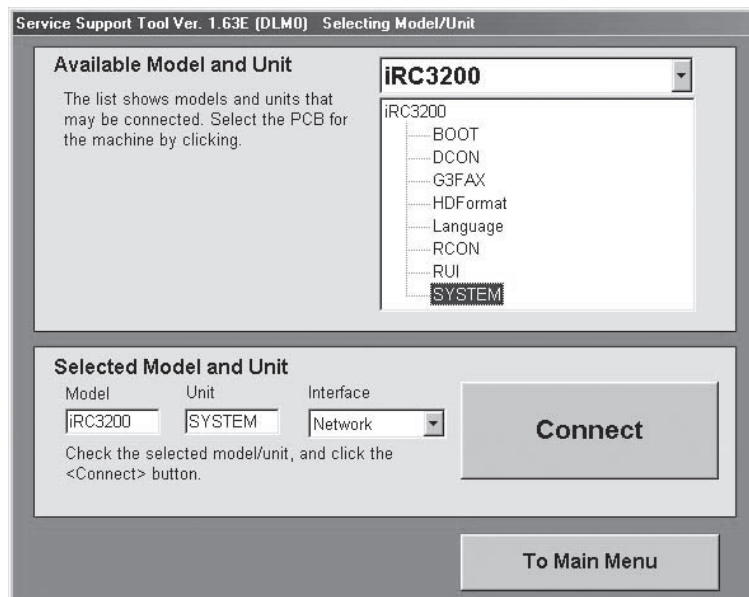 Service Support Tool Ver. 1.63E (DLM0) Selecting Model/Unit
Available Model and Unit
The list shows models and units that
may be connected. Select the PCB for
the machine by clicking.
iRC3200
iRC3200
BOOT
DCON
G3FAX
HDFormat
Language
RCON
RUI
SYSTEM
Selected Model and Unit
Model Unit Interface
iRC3200 SYSTEM Network
Check the selected model/unit, and click the
<Connect> button.
Connect
To Main Menu